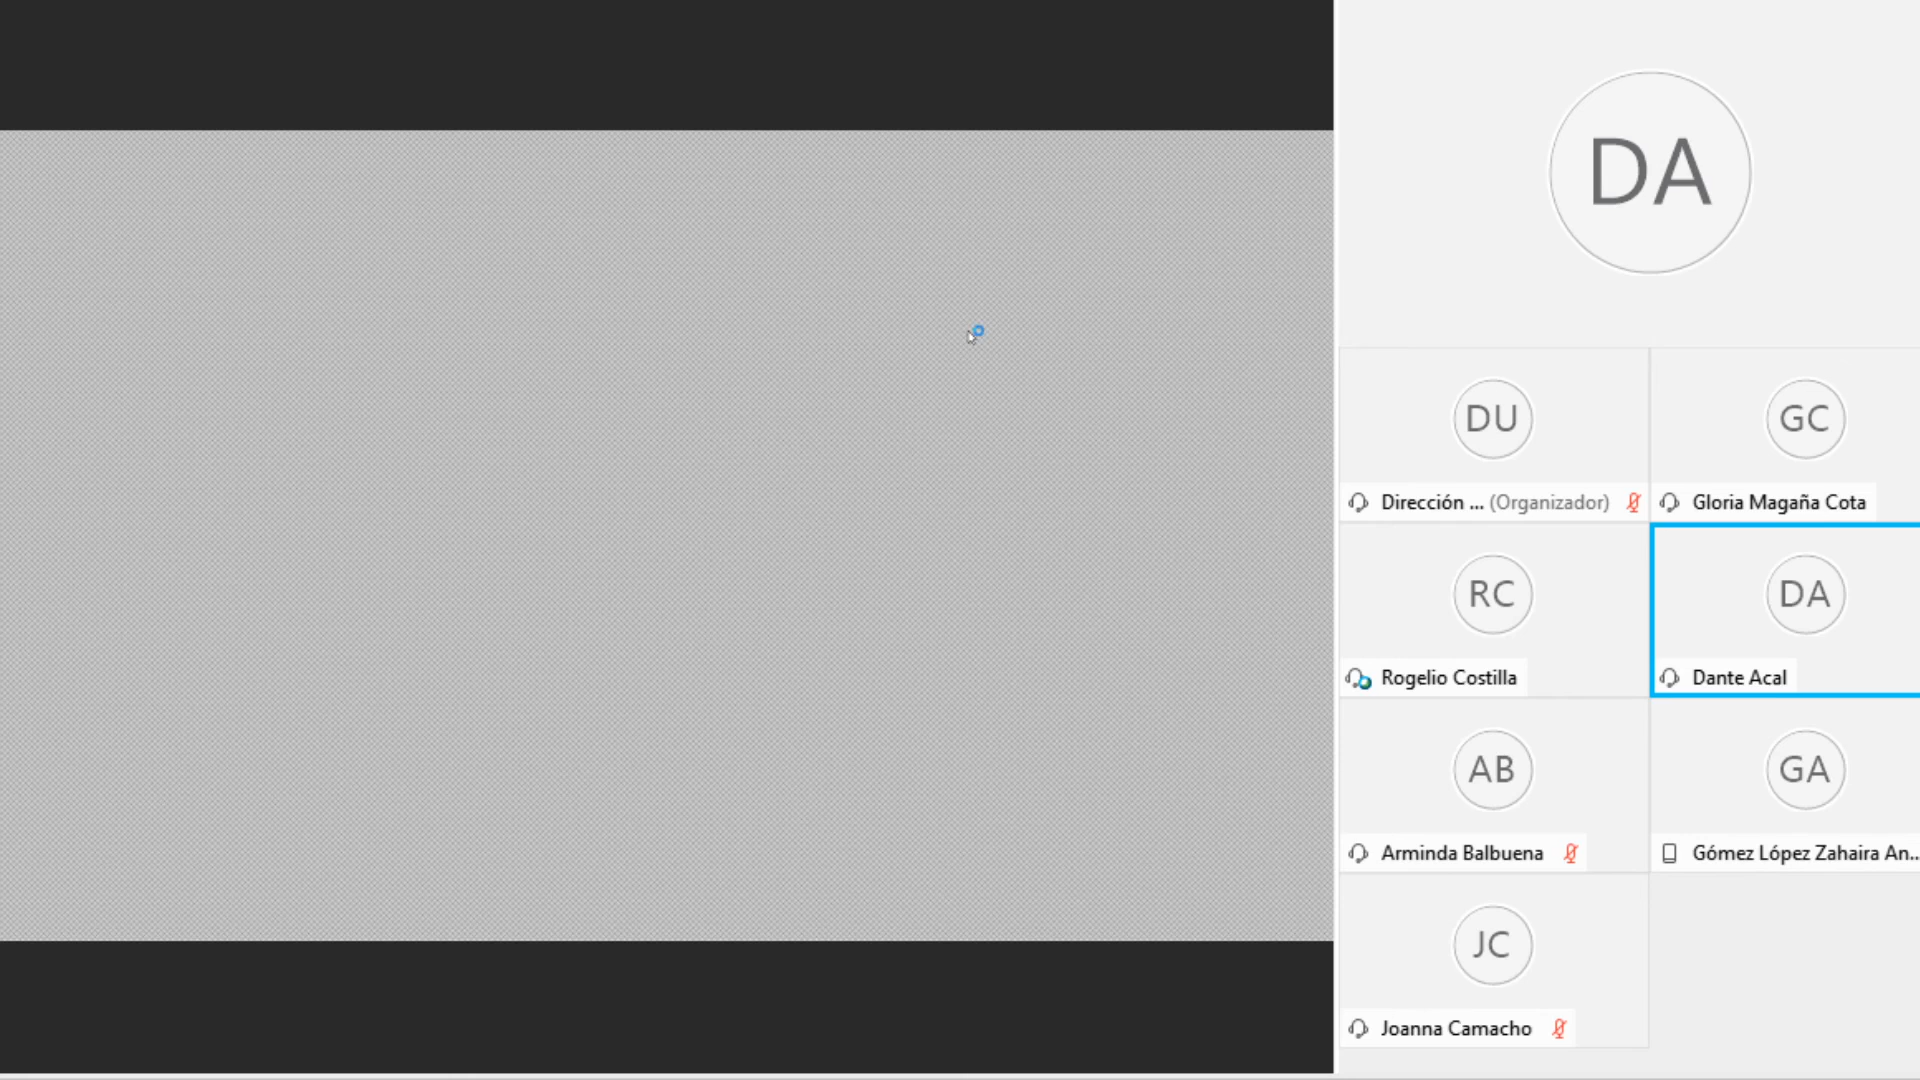 DA
DU
GC
Dirección ... (Organizador)
Gloria Magaña Cota
RC
DA
Rogelio Costilla
Dante Acal
AB
GA
Arminda Balbuena
Gómez López Zahaira An...
JC
Joanna Camacho